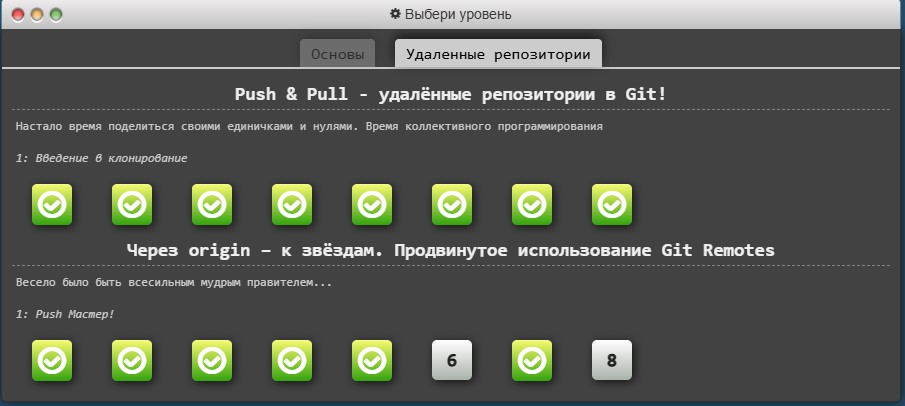 Выбери уровень
Основы
Удаленные репозитории
Push & Pull - удалённые репозитории в Git!
Настало время поделиться своими единичками и нулями. Время коллективного программирования
1: Введение в клонирование
Через origin – к звёздам. Продвинутое использование Git Remotes
Весело было быть всесильным мудрым правителем...
1: Push Мастер!
6
8